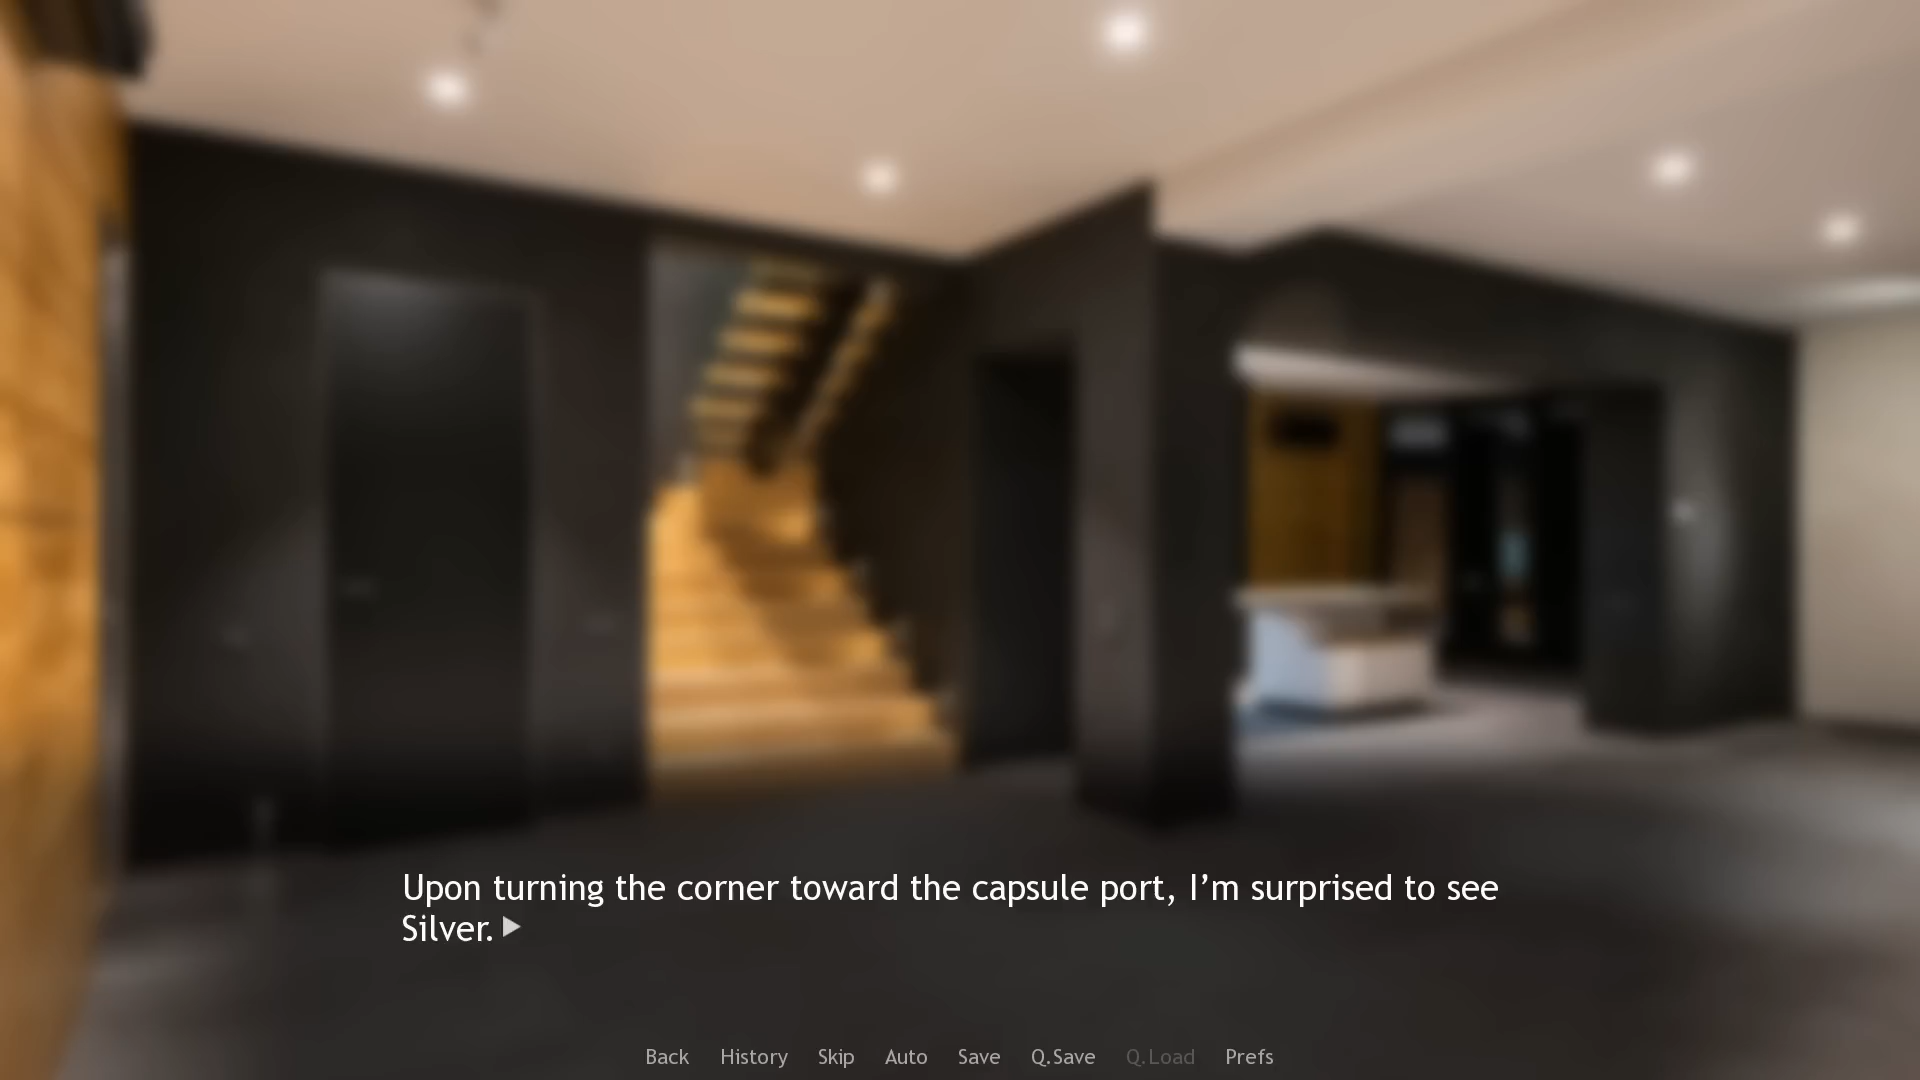 Upon turning the corner toward the capsule port, I’m surprised to see
Silver.
Back History Skip Auto Save Q.Save Q.Load Prefs